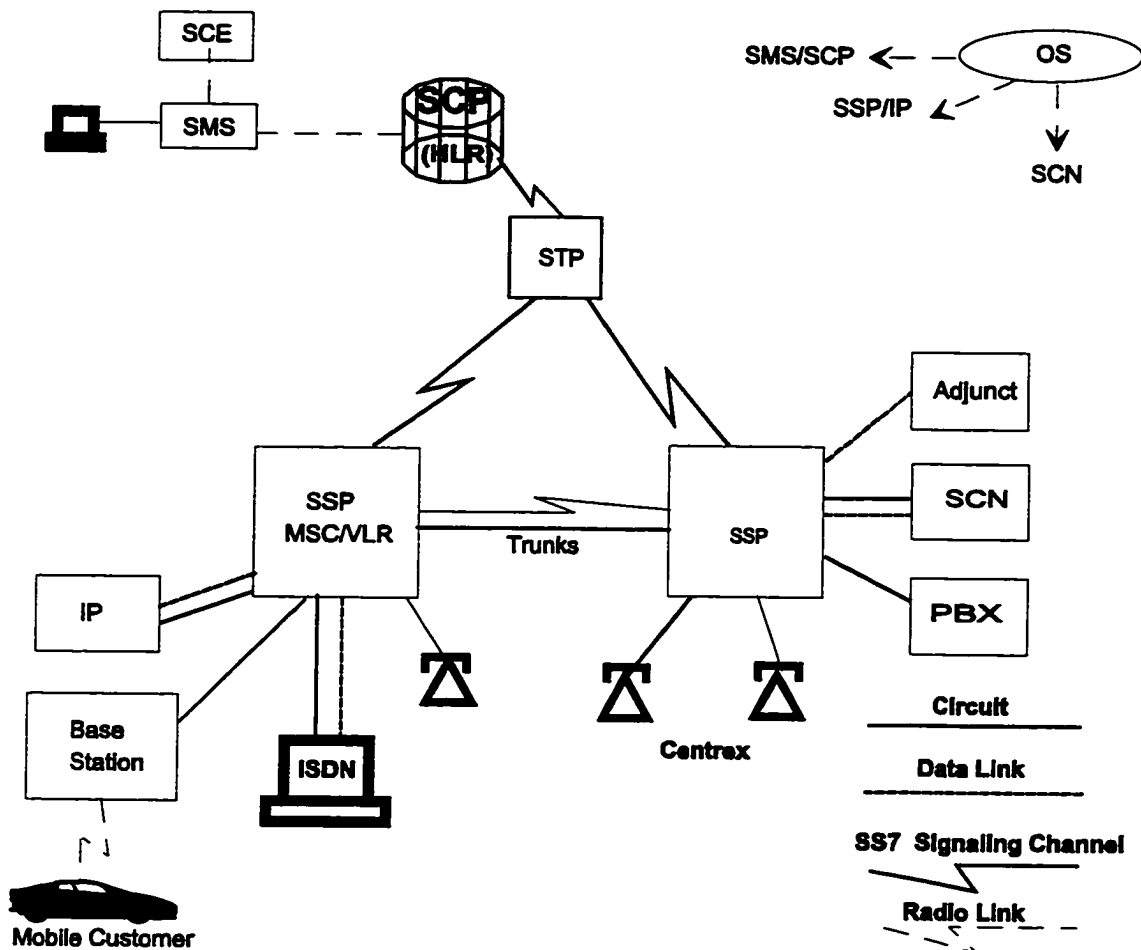 SCE
SMS
SCP
(HLR)
OS
SMS/SCP
SSP/IP
SCN
STP
Adjunct
SSP
MSC/VLR
Trunks
SSP
SCN
PBX
IP
Base
Station
ISDN
Centrex
Circuit
Data Link
SS7 Signaling Channel
Radio Link
Mobile Customer